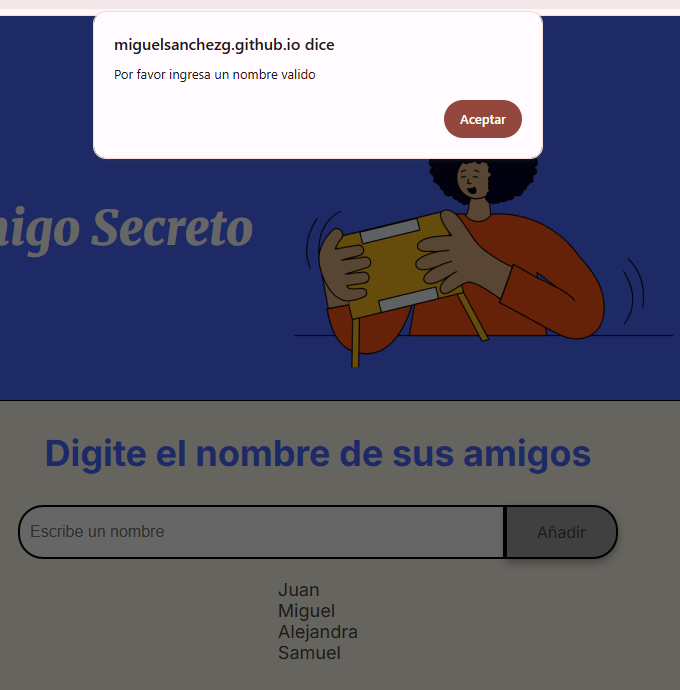 miguelsanchezg.github.io dice
Por favor ingresa un nombre valido
Aceptar
Secreto
Digite el nombre de sus amigos
Escribe un nombre
Añadir
Juan
Miguel
Alejandra
Samuel